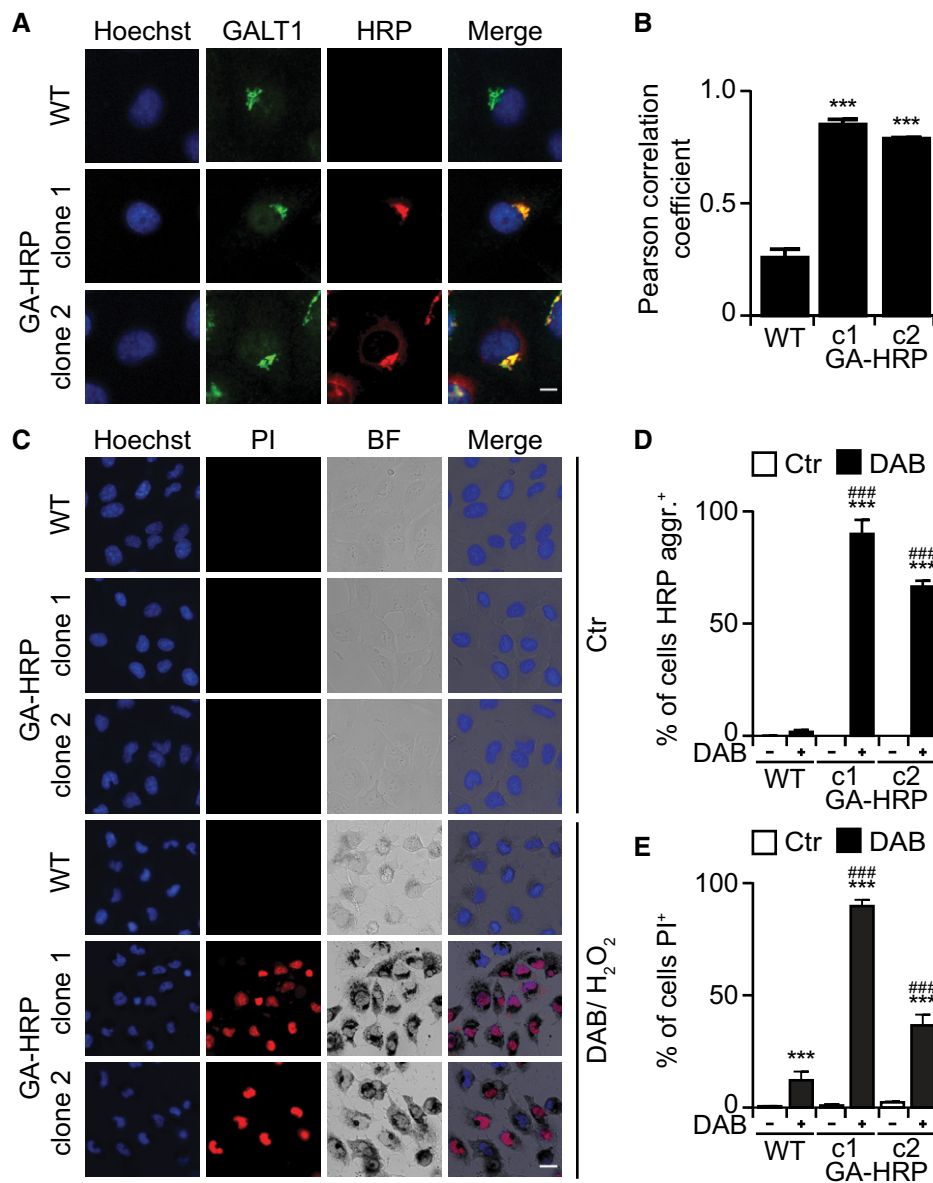 A
Hoechst GALT1 HRP Merge
WT
GA-HRP
clone 1
clone 2
B
Pearson correlation
coefficient
1.0
0.5
0
*** ***
WT c1 c2
GA-HRP
C
Hoechst PI BF Merge
WT
GA-HRP
clone 1
clone 2
Ctr
WT
GA-HRP
clone 1
clone 2
DAB/ H₂O₂
D
Ctr DAB
% of cells HRP aggr.⁺
100
50
0
###
***
###
***
DAB - + - + - +
WT c1 c2
GA-HRP
E
Ctr DAB
% of cells PI⁺
100
50
0
***
###
***
###
***
DAB - + - + - +
WT c1 c2
GA-HRP